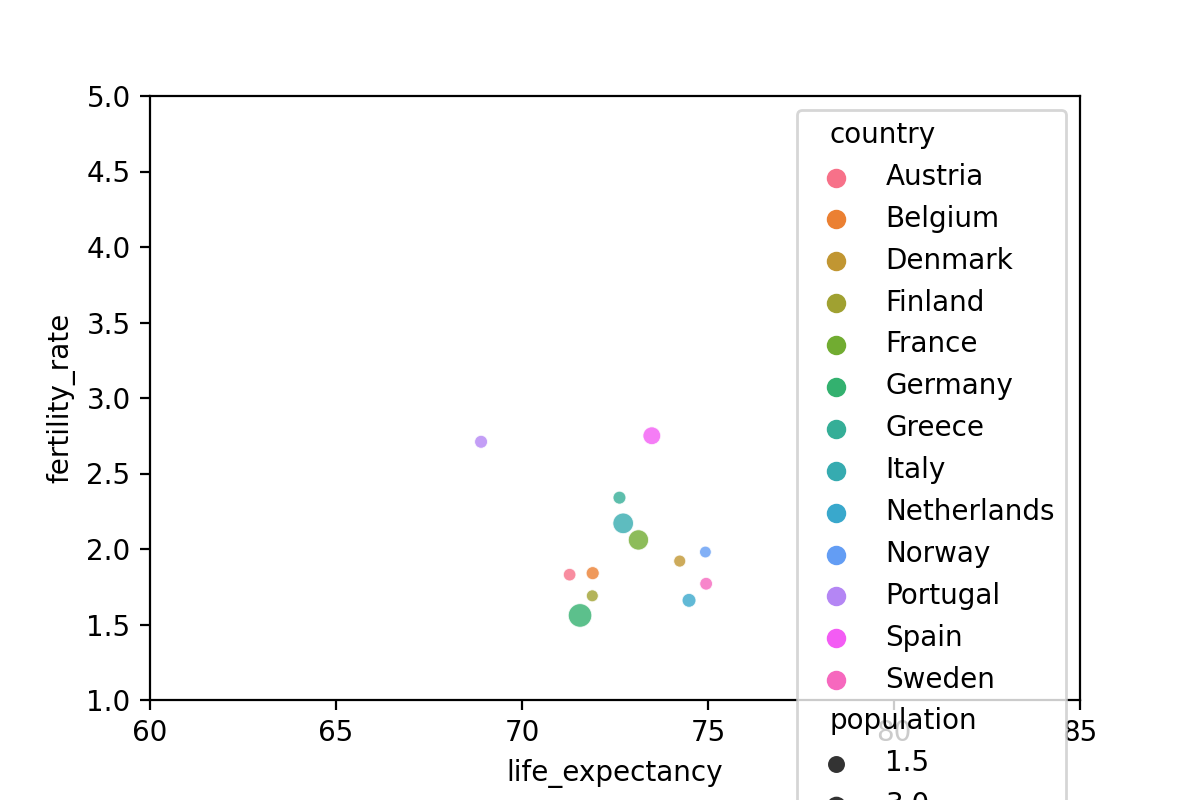 5.0
4.5
4.0
3.5
3.0
2.5
2.0
1.5
1.0
fertility_rate
60
65
70
75
80
85
life_expectancy
country
Austria
Belgium
Denmark
Finland
France
Germany
Greece
Italy
Netherlands
Norway
Portugal
Spain
Sweden
population
1.5
3.0